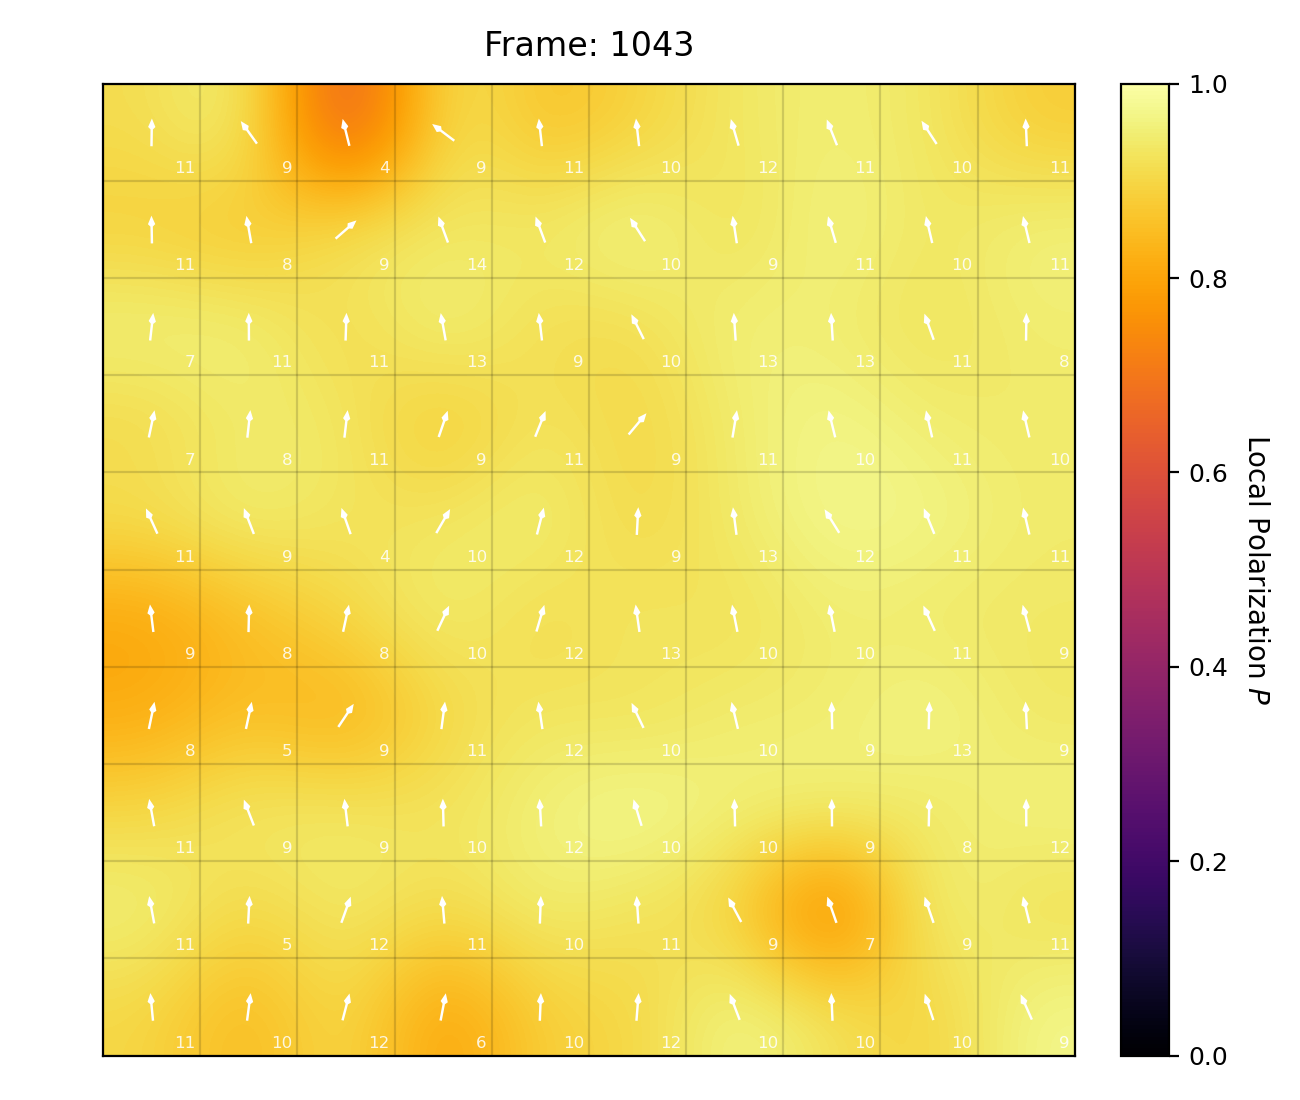 Frame: 1043
11 9 4 9 11 10 12 11 10 11
11 8 9 14 12 10 9 11 10 11
7 11 11 13 9 10 13 13 11 8
7 8 11 9 11 9 11 10 11 10
11 9 4 10 12 9 13 12 11 11
9 8 8 10 12 13 10 10 11 9
8 5 9 11 12 10 10 9 13 9
11 9 9 10 12 10 10 9 8 12
11 5 12 11 10 11 9 7 9 11
11 10 12 6 10 12 10 10 10 9
1.0
0.8
0.6
0.4
0.2
0.0
Local Polarization P